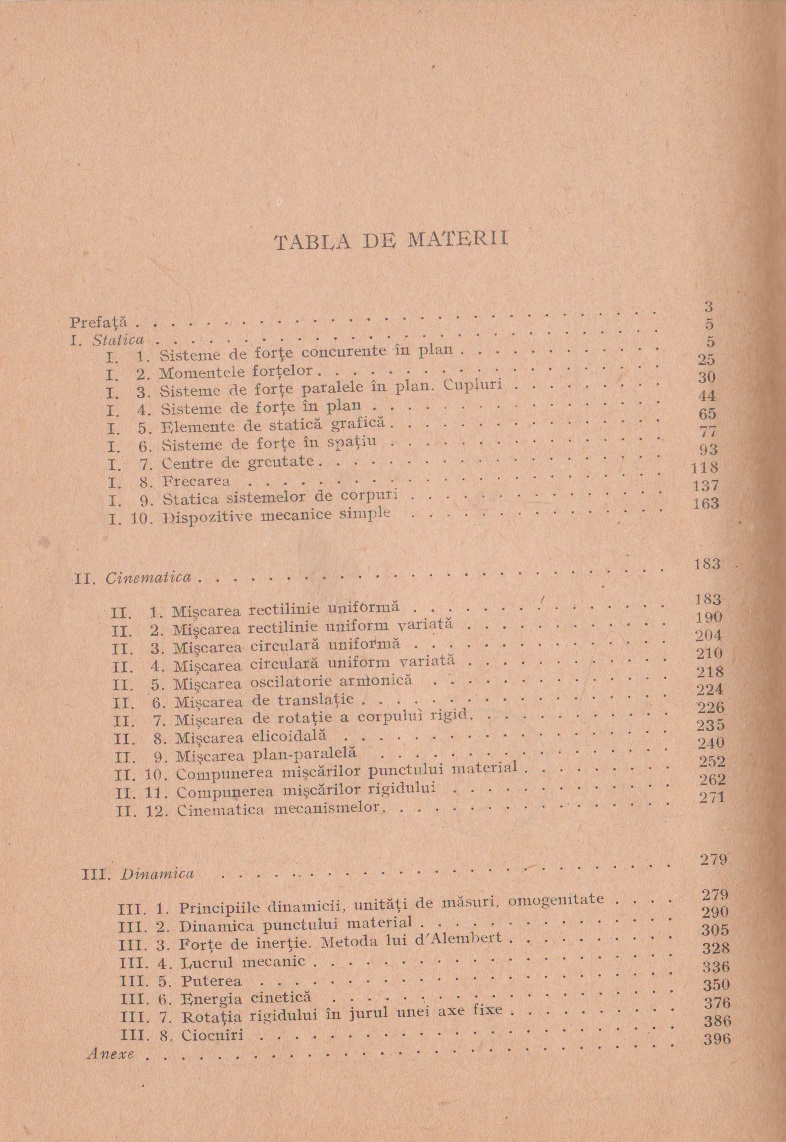 TABLA DE MATERII
Prefață . . . . . . . . . . . . . . . . . . . . 3
I. Statica . . . . . . . . . . . . . . . . . . . . 5
I. 1. Sisteme de forțe concurente în plan . . . . . . . . . . 5
I. 2. Momentele forțelor . . . . . . . . . . 25
I. 3. Sisteme de forțe paralele în plan. Cupluri . . . . . . . . . . 30
I. 4. Sisteme de forțe în plan . . . . . . . . . . 44
I. 5. Elemente de statică grafică . . . . . . . . . . 65
I. 6. Sisteme de forțe în spațiu . . . . . . . . . . 77
I. 7. Centre de greutate . . . . . . . . . . 93
I. 8. Frecarea . . . . . . . . . . 118
I. 9. Statica sistemelor de corpuri . . . . . . . . . . 137
I. 10. Dispozitive mecanice simple . . . . . . . . . . 163
II. Cinematica . . . . . . . . . . 183
II. 1. Mișcarea rectilinie uniformă . . . . . . . . . . 183
II. 2. Mișcarea rectilinie uniform variată . . . . . . . . . . 190
II. 3. Mișcarea circulară uniformă . . . . . . . . . . 204
II. 4. Mișcarea circulară uniform variată . . . . . . . . . . 210
II. 5. Mișcarea oscilatorie armonică . . . . . . . . . . 218
II. 6. Mișcarea de translație . . . . . . . . . . 224
II. 7. Mișcarea de rotație a corpului rigid . . . . . . . . . . 226
II. 8. Mișcarea elicoidală . . . . . . . . . . 235
II. 9. Mișcarea plan-paralelă . . . . . . . . . . 240
II. 10. Compunerea mișcărilor punctului material . . . . . . . . 252
II. 11. Compunerea mișcărilor rigidului . . . . . . . . . . 262
II. 12. Cinematica mecanismelor . . . . . . . . . . 271
III. Dinamica . . . . . . . . . . 279
III. 1. Principiile dinamicii, unități de măsuri, omogenitate . . . . 279
III. 2. Dinamica punctului material . . . . . . . . . . 290
III. 3. Forțe de inerție. Metoda lui d'Alembert . . . . . . . . . . 305
III. 4. Lucrul mecanic . . . . . . . . . . 328
III. 5. Puterea . . . . . . . . . . 336
III. 6. Energia cinetică . . . . . . . . . . 350
III. 7. Rotația rigidului în jurul unei axe fixe . . . . . . . . . . 376
III. 8. Ciocniri . . . . . . . . . . 386
Anexe . . . . . . . . . . 396